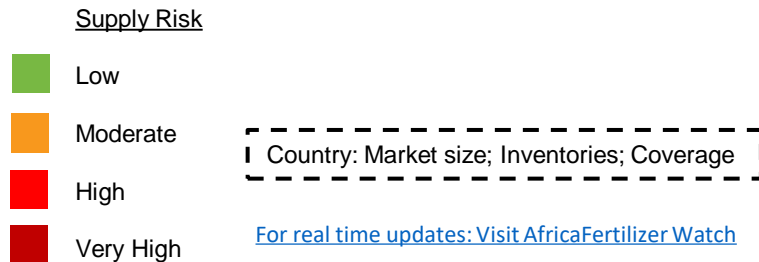 Supply Risk
Low
Moderate
Country: Market size; Inventories; Coverage
High
For real time updates: Visit AfricaFertilizer Watch
Very High